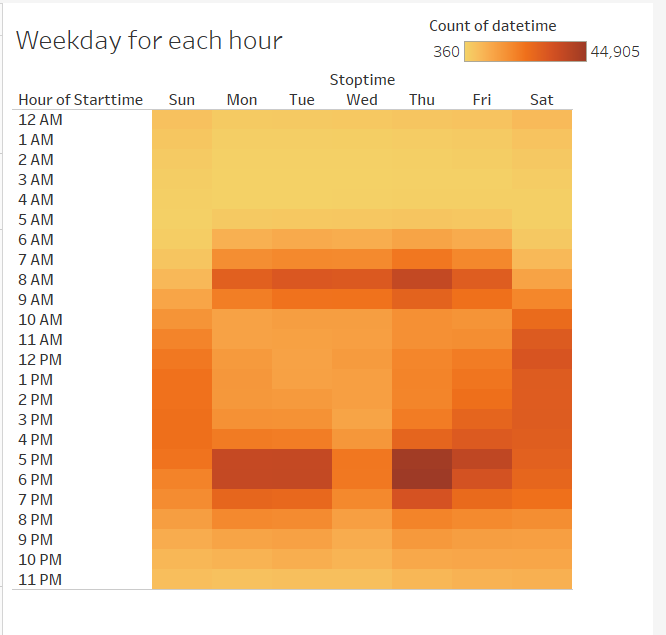 Weekday for each hour
Count of datetime
360 44,905
Stoptime
Hour of Starttime Sun Mon Tue Wed Thu Fri Sat
12 AM
1 AM
2 AM
3 AM
4 AM
5 AM
6 AM
7 AM
8 AM
9 AM
10 AM
11 AM
12 PM
1 PM
2 PM
3 PM
4 PM
5 PM
6 PM
7 PM
8 PM
9 PM
10 PM
11 PM